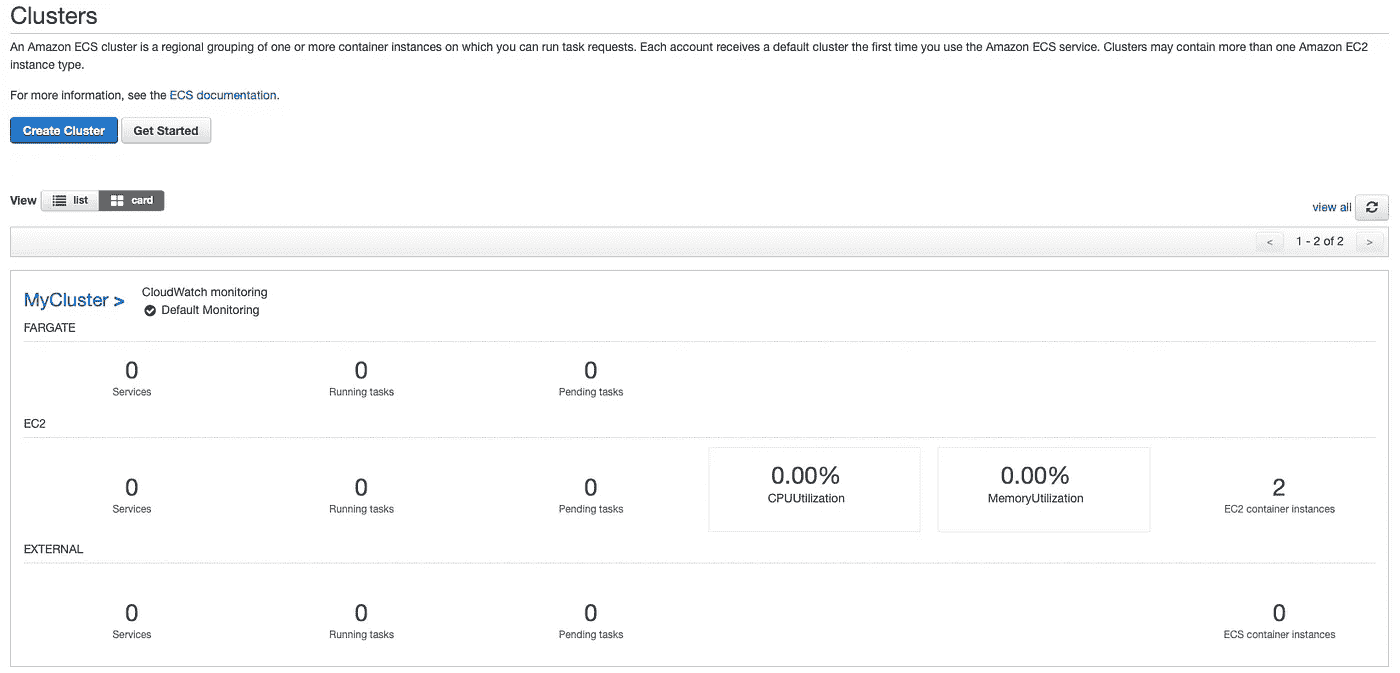 Clusters
An Amazon ECS cluster is a regional grouping of one or more container instances on which you can run task requests. Each account receives a default cluster the first time you use the Amazon ECS service. Clusters may contain more than one Amazon EC2
instance type.
For more information, see the ECS documentation.
Create Cluster Get Started
View list card
view all
< 1 - 2 of 2 >
MyCluster > CloudWatch monitoring
Default Monitoring
FARGATE
0 0 0
Services Running tasks Pending tasks
EC2
0 0 0 0.00% 0.00% 2
Services Running tasks Pending tasks CPUUtilization MemoryUtilization EC2 container instances
EXTERNAL
0 0 0 0
Services Running tasks Pending tasks ECS container instances